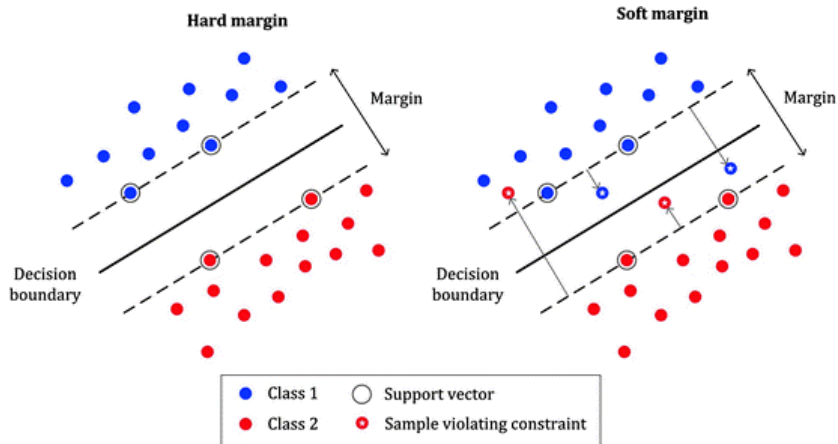 Hard margin
Soft margin
Margin
Margin
Decision
boundary
Decision
boundary
Class 1
Support vector
Class 2
Sample violating constraint